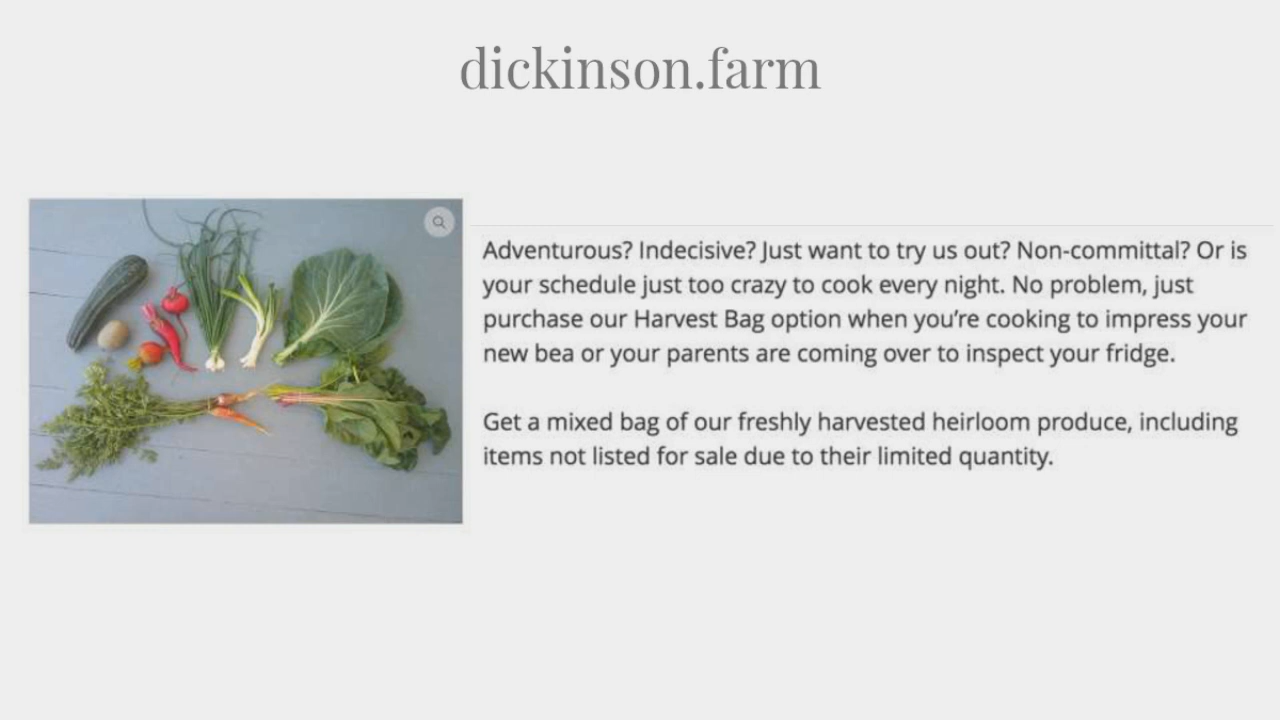 dickinson.farm
Adventurous? Indecisive? Just want to try us out? Non-committal? Or is
your schedule just too crazy to cook every night. No problem, just
purchase our Harvest Bag option when you’re cooking to impress your
new bea or your parents are coming over to inspect your fridge.
Get a mixed bag of our freshly harvested heirloom produce, including
items not listed for sale due to their limited quantity.